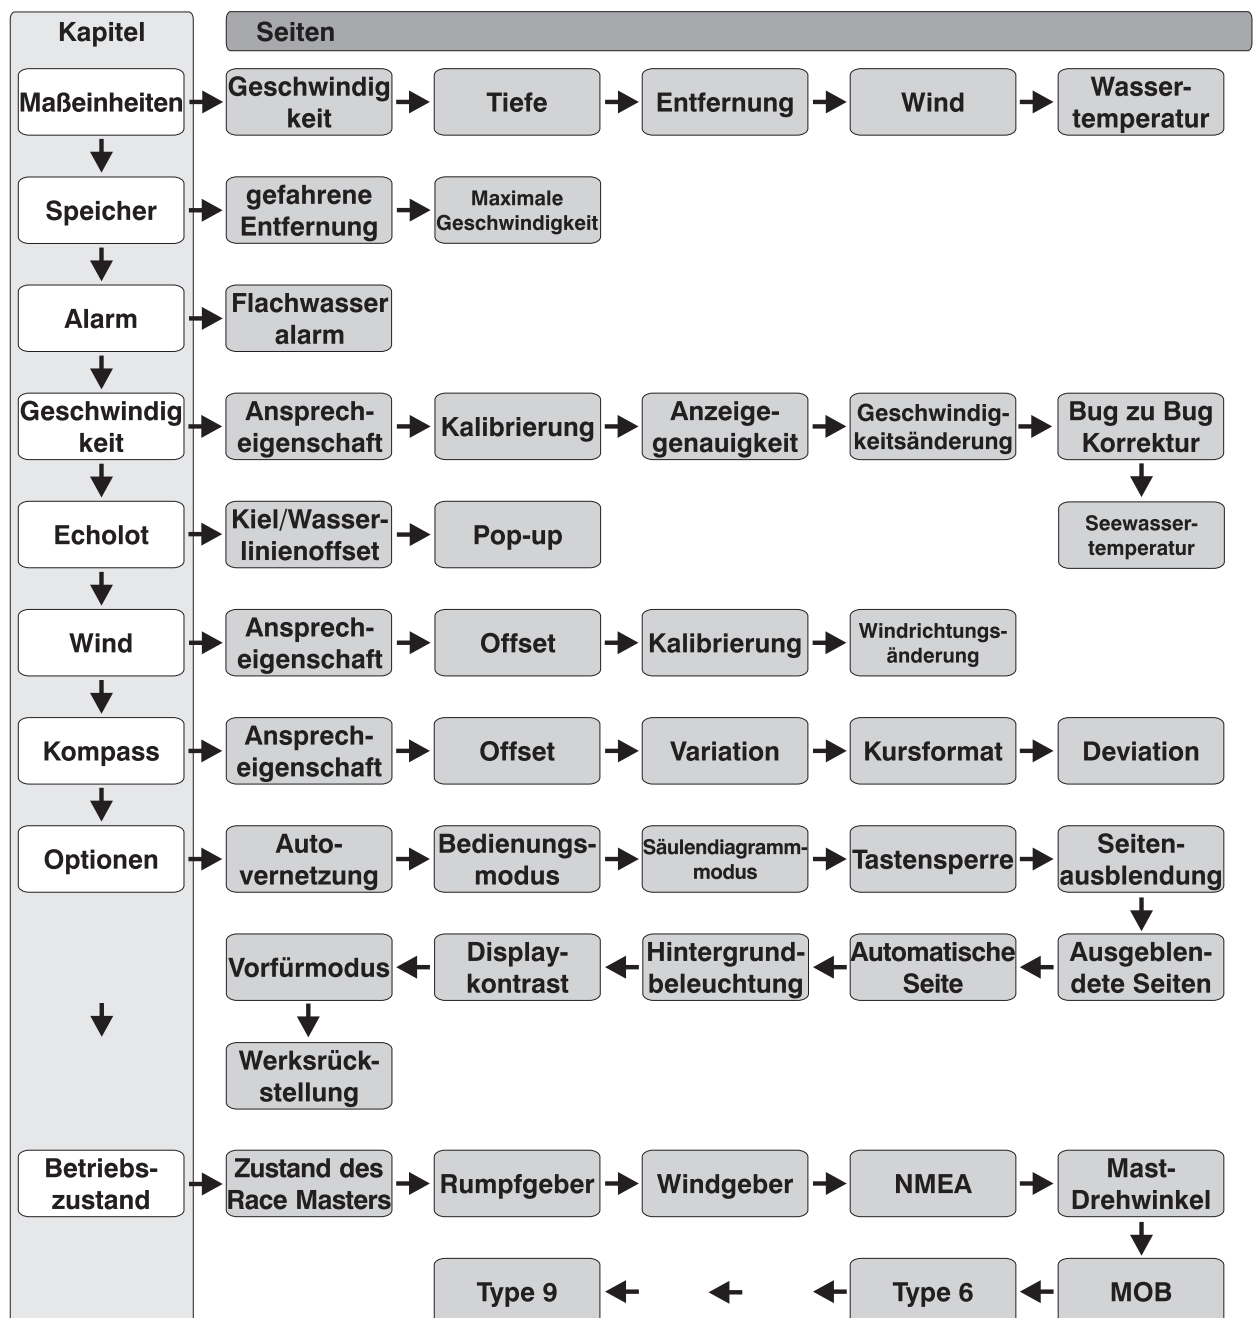 Kapitel
Seiten
Maßeinheiten
Geschwindig
keit
Tiefe
Entfernung
Wind
Wasser-
temperatur
Speicher
gefahrene
Entfernung
Maximale
Geschwindigkeit
Alarm
Flachwasser
alarm
Geschwindig
keit
Ansprech-
eigenschaft
Kalibrierung
Anzeige-
genauigkeit
Geschwindig-
keitsänderung
Bug zu Bug
Korrektur
Echolot
Kiel/Wasser-
linienoffset
Pop-up
Seewasser-
temperatur
Wind
Ansprech-
eigenschaft
Offset
Kalibrierung
Windrichtungs-
änderung
Kompass
Ansprech-
eigenschaft
Offset
Variation
Kursformat
Deviation
Optionen
Auto-
vernetzung
Bedienungs-
modus
Säulendiagramm-
modus
Tastensperre
Seiten-
ausblendung
Vorfürmodus
Display-
kontrast
Hintergrund-
beleuchtung
Automatische
Seite
Ausgeblen-
dete Seiten
Werksrück-
stellung
Betriebs-
zustand
Zustand des
Race Masters
Rumpfgeber
Windgeber
NMEA
Mast-
Drehwinkel
Type 9
Type 6
MOB